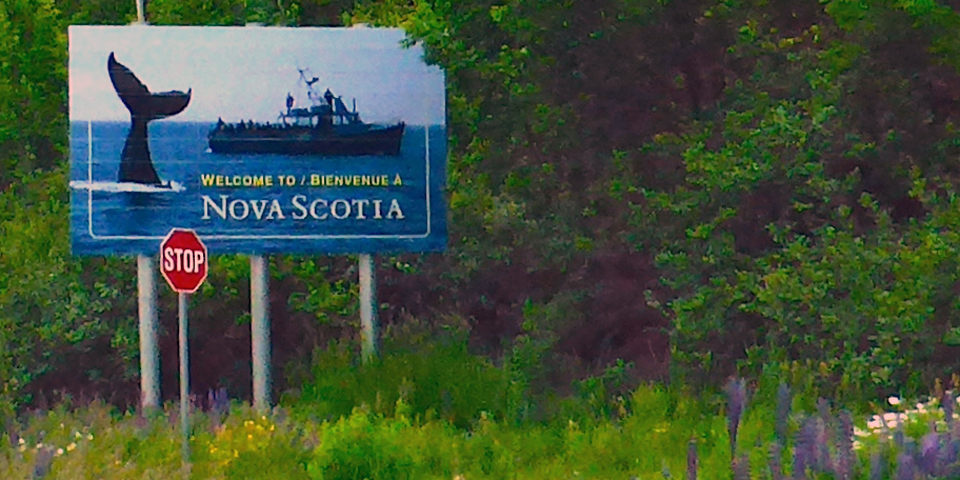 WELCOME TO / BIENVENUE À
NOVA SCOTIA
STOP